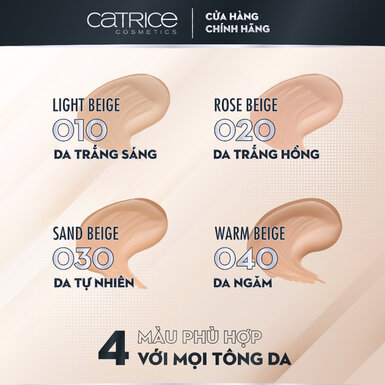 CATRICE
COSMETICS
CỬA HÀNG
CHÍNH HÃNG
LIGHT BEIGE
010
DA TRẮNG SÁNG
ROSE BEIGE
020
DA TRẮNG HỒNG
SAND BEIGE
030
DA TỰ NHIÊN
WARM BEIGE
040
DA NGĂM
4 MÀU PHÙ HỢP
VỚI MỌI TÔNG DA